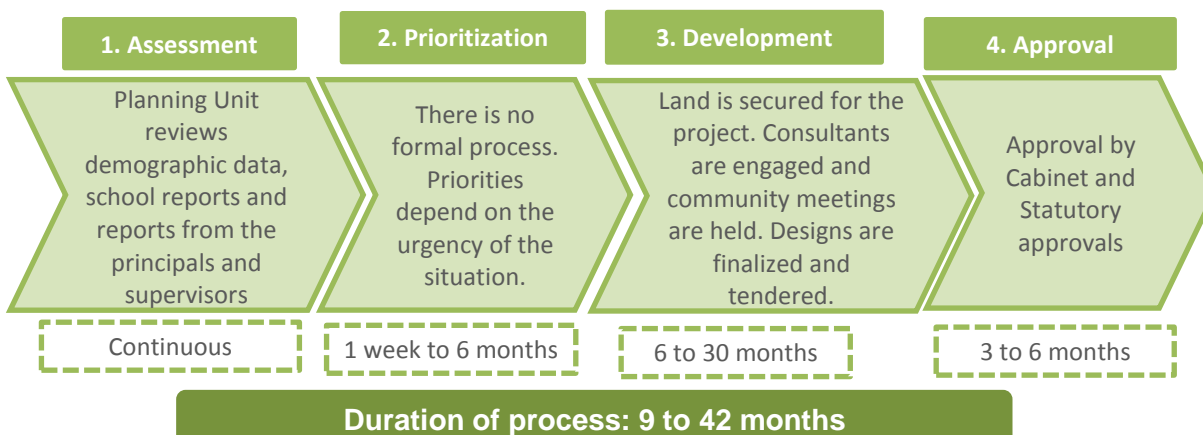 1. Assessment
Planning Unit
reviews
demographic data,
school reports and
reports from the
principals and
supervisors
Continuous
2. Prioritization
There is no
formal process.
Priorities
depend on the
urgency of the
situation.
1 week to 6 months
3. Development
Land is secured for the
project. Consultants
are engaged and
community meetings
are held. Designs are
finalized and
tendered.
6 to 30 months
4. Approval
Approval by
Cabinet and
Statutory
approvals
3 to 6 months
Duration of process: 9 to 42 months